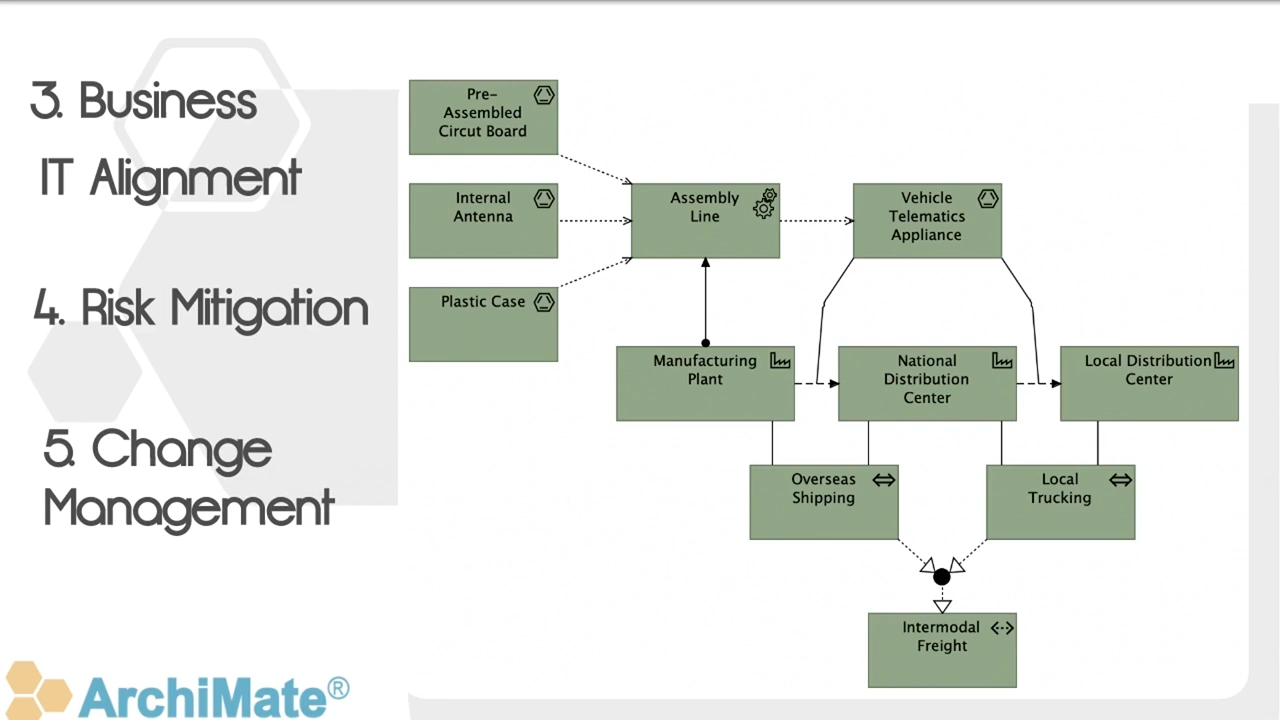 3. Business
IT Alignment
4. Risk Mitigation
5. Change
Management
Pre-
Assembled
Circut Board
Internal
Antenna
Plastic Case
Assembly
Line
Vehicle
Telematics
Appliance
Manufacturing
Plant
National
Distribution
Center
Local Distribution
Center
Overseas
Shipping
Local
Trucking
Intermodal
Freight
ArchiMate®